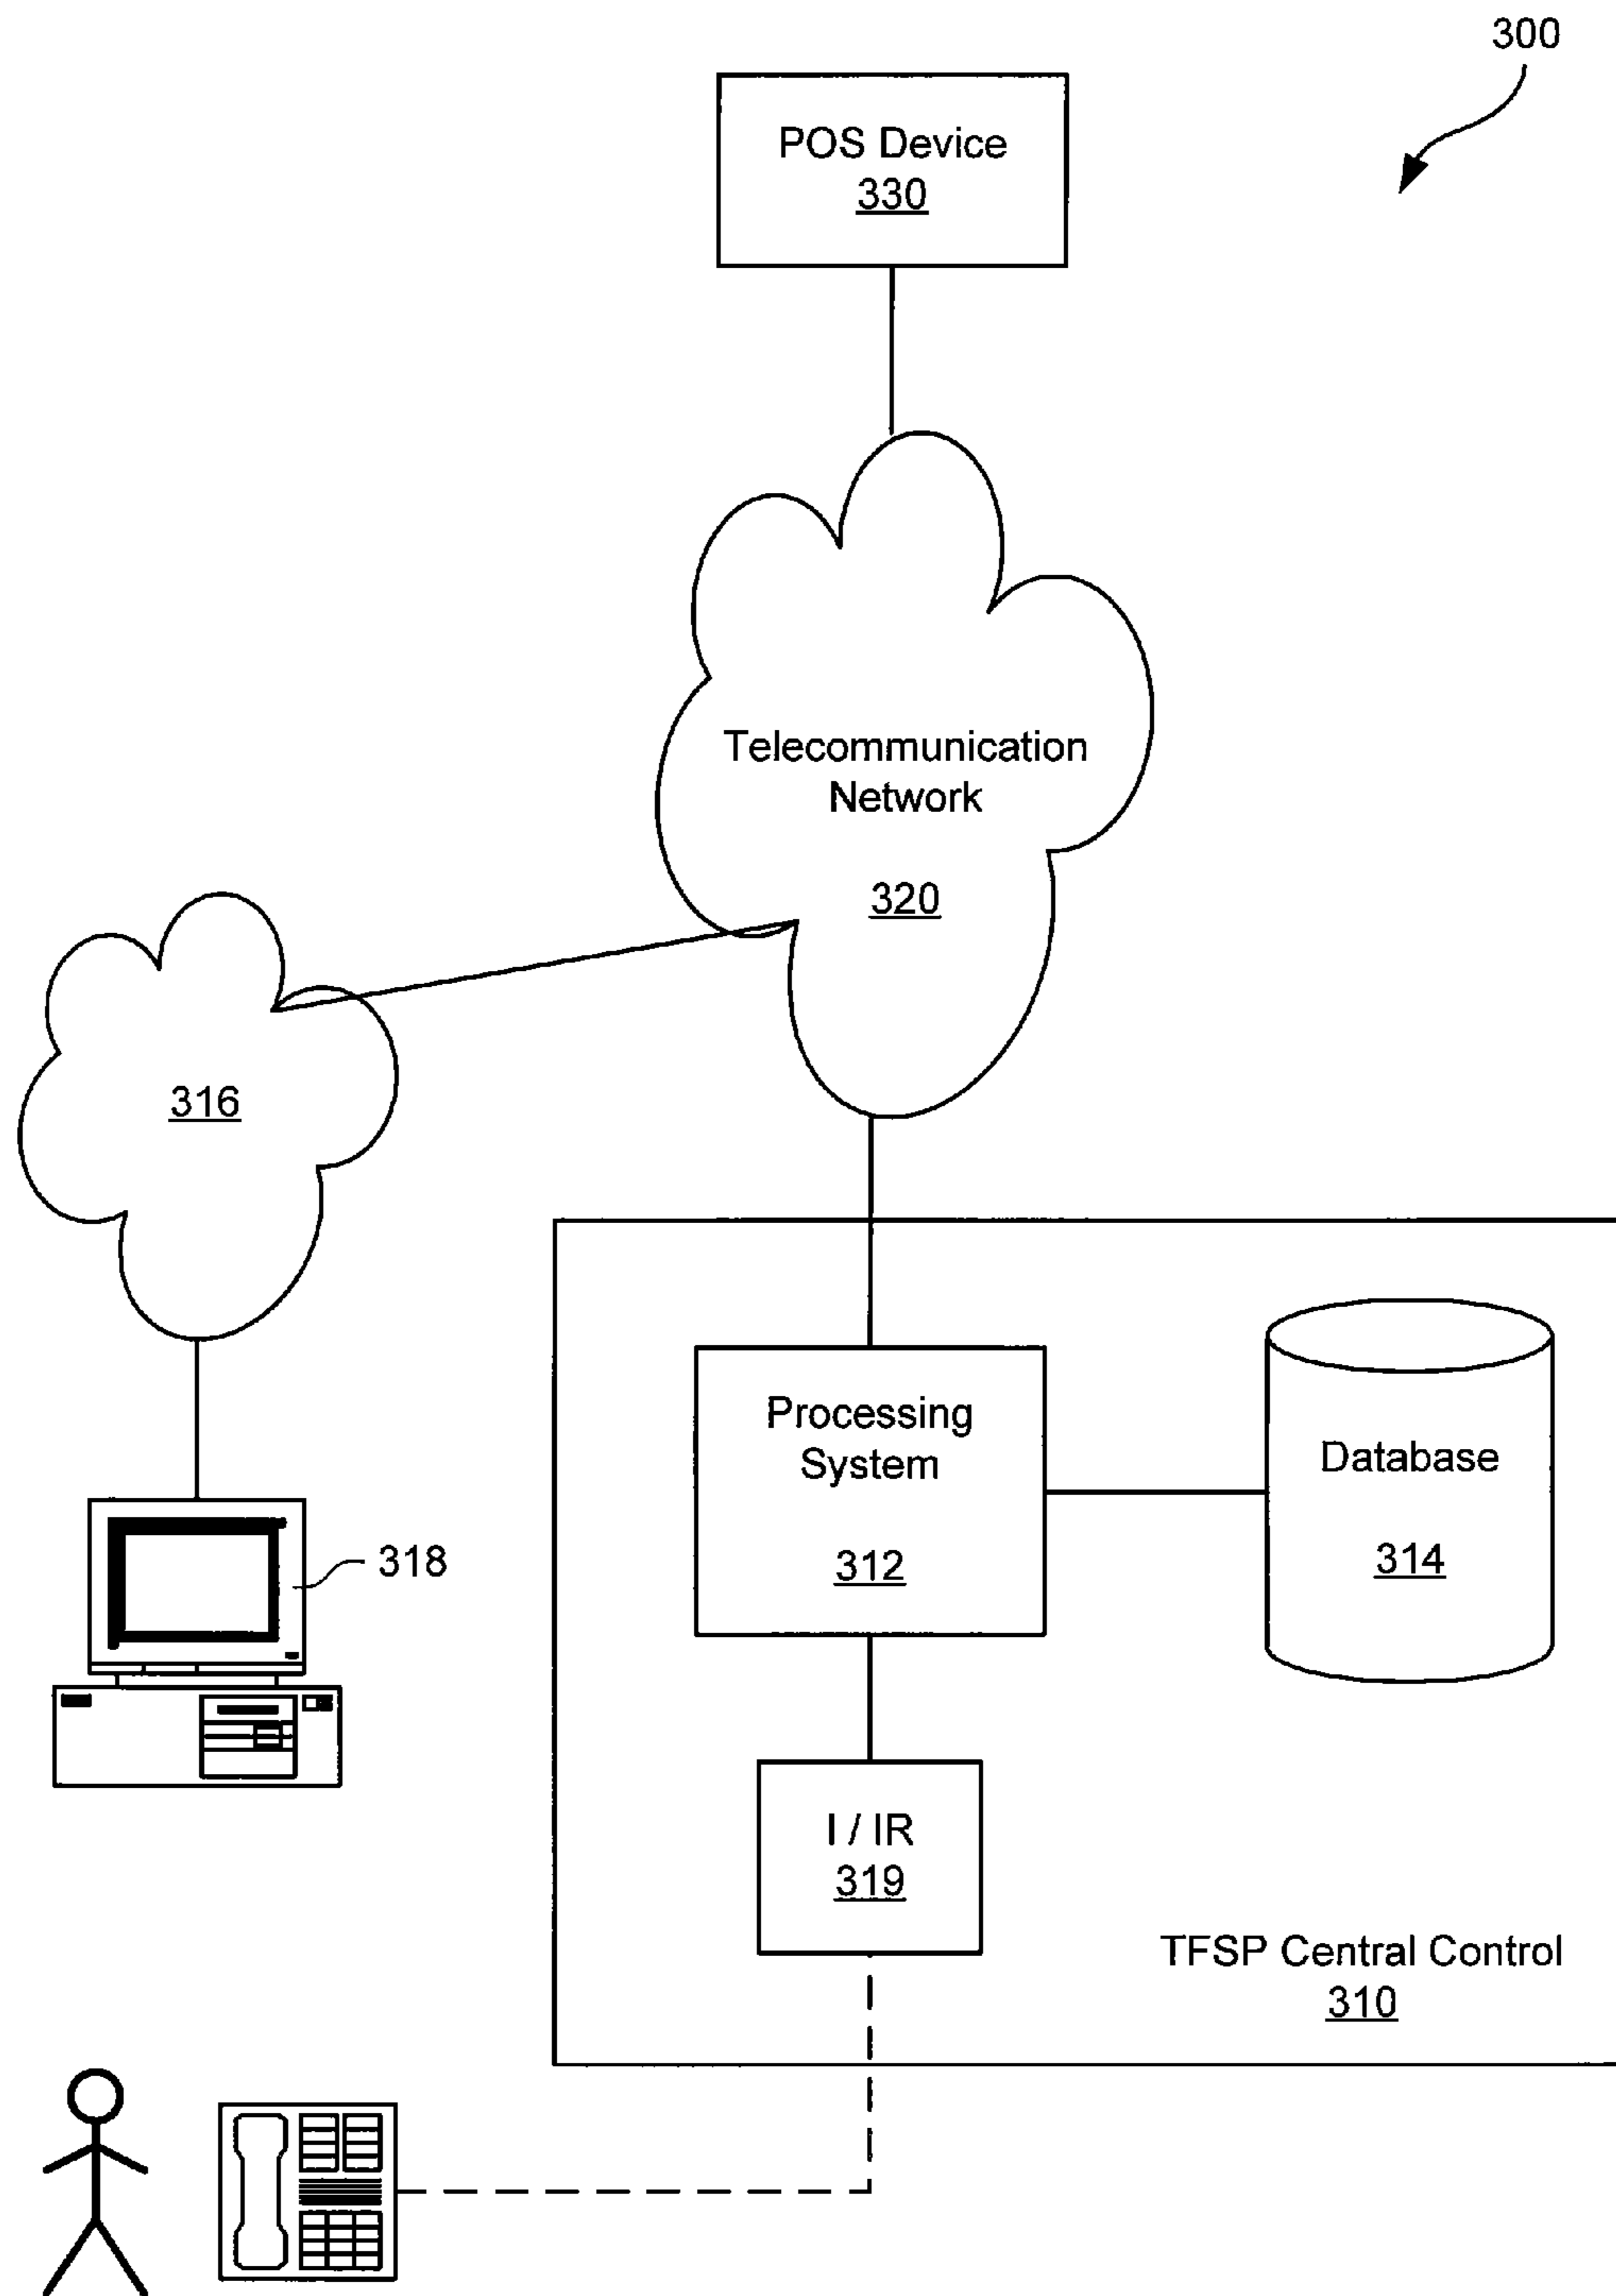 300
POS Device
330
Telecommunication
Network
320
316
Processing
System
312
Database
314
318
I / IR
319
TFSP Central Control
310